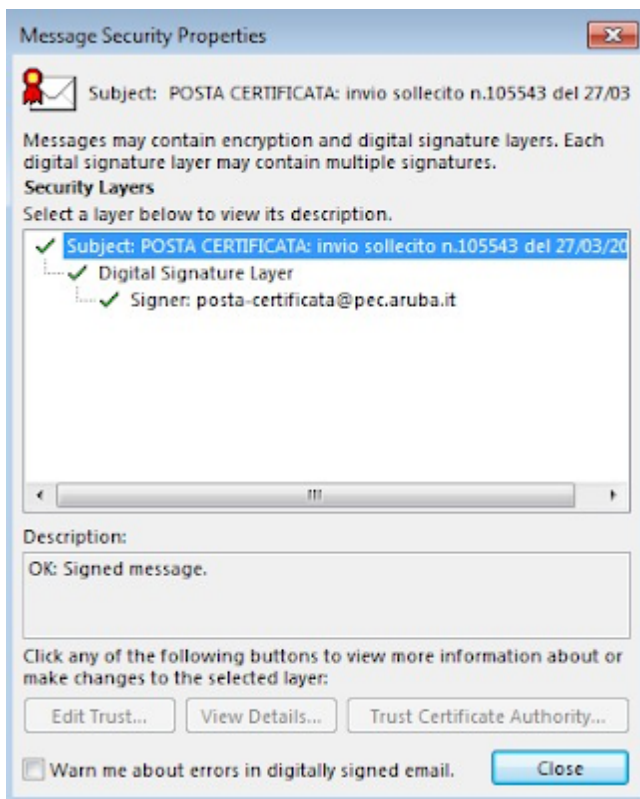 Message Security Properties
Subject: POSTA CERTIFICATA: invio sollecito n.105543 del 27/03
Messages may contain encryption and digital signature layers. Each
digital signature layer may contain multiple signatures.
Security Layers
Select a layer below to view its description.
Subject: POSTA CERTIFICATA: invio sollecito n.105543 del 27/03/20
Digital Signature Layer
Signer: posta-certificata@pec.aruba.it
Description:
OK: Signed message.
Click any of the following buttons to view more information about or
make changes to the selected layer:
Edit Trust... View Details... Trust Certificate Authority...
Warn me about errors in digitally signed email. Close